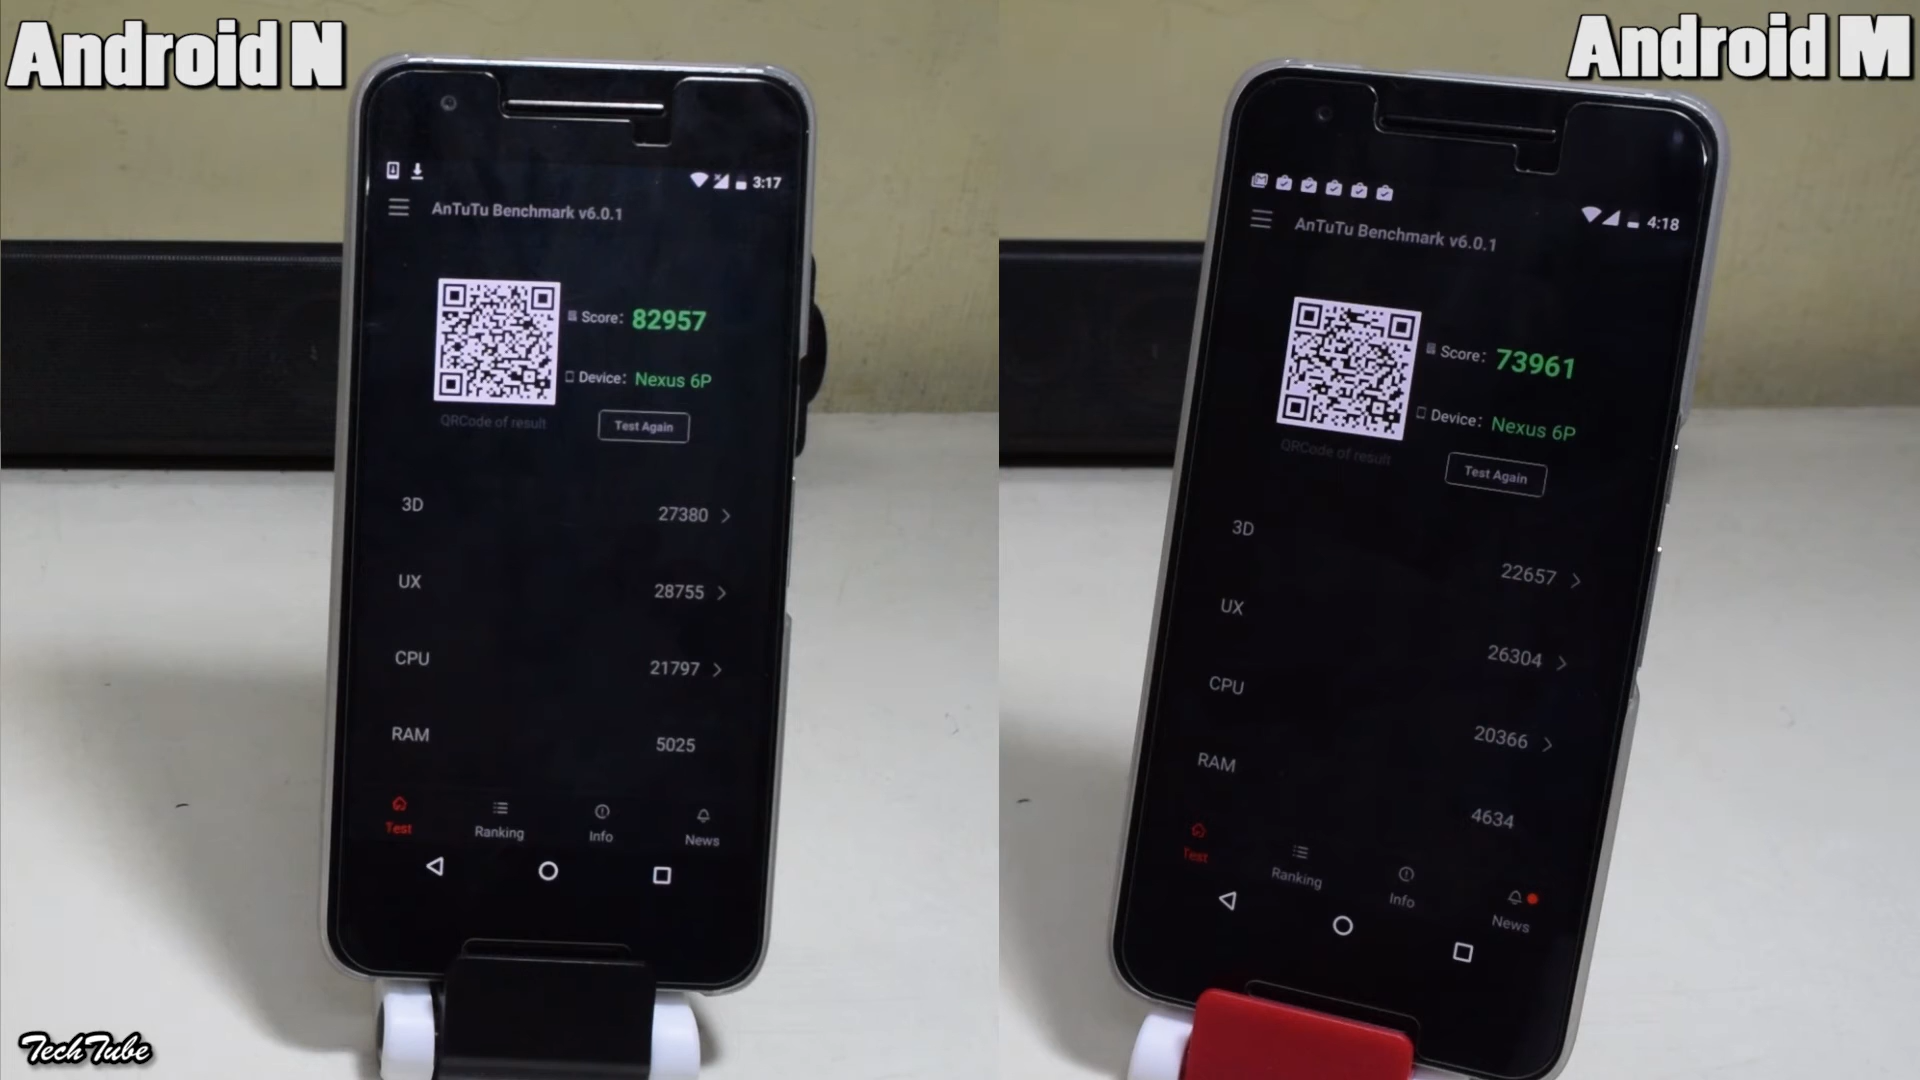 Android N
3:17
AnTuTu Benchmark v6.0.1
Score: 82957
Device: Nexus 6P
QRCode of result
Test Again
3D
27380
UX
28755
CPU
21797
RAM
5025
Test
Ranking
Info
News
TechTube
Android M
4:18
AnTuTu Benchmark v6.0.1
Score: 73961
Device: Nexus 6P
QRCode of result
Test Again
3D
22657
UX
26304
CPU
20366
RAM
4634
Test
Ranking
Info
News